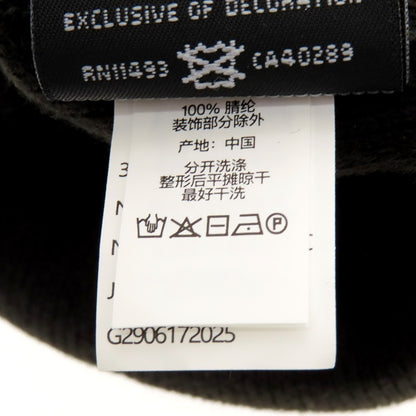 EXCLUSIVE OF DECORATION
RN11493 CA40289
100% 腈纶
装饰部分除外
产地：中国
分开洗涤
整形后平摊晾干
最好干洗
P
3
J
G2906172025